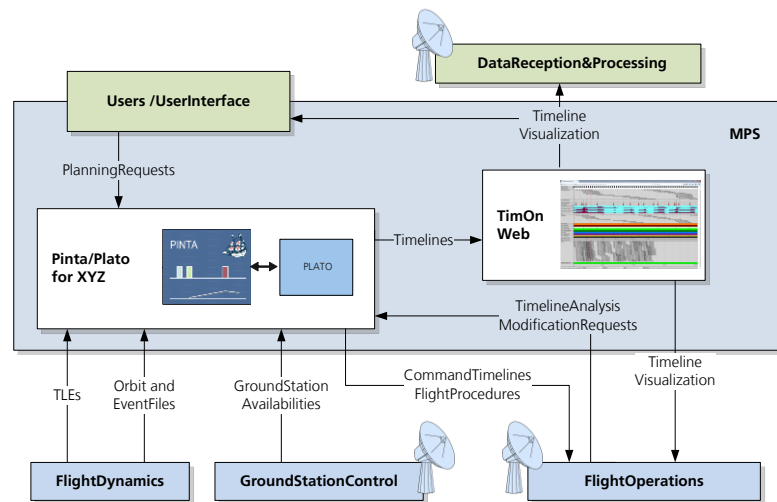 DataReception&Processing
Users /UserInterface
Timeline
Visualization
MPS
PlanningRequests
TimOn
Web
PINTA
Pinta/Plato
for XYZ
PLATO
Timelines
TimelineAnalysis
ModificationRequests
TLEs
Orbit and
EventFiles
GroundStation
Availabilities
CommandTimelines
FlightProcedures
Timeline
Visualization
FlightDynamics
GroundStationControl
FlightOperations